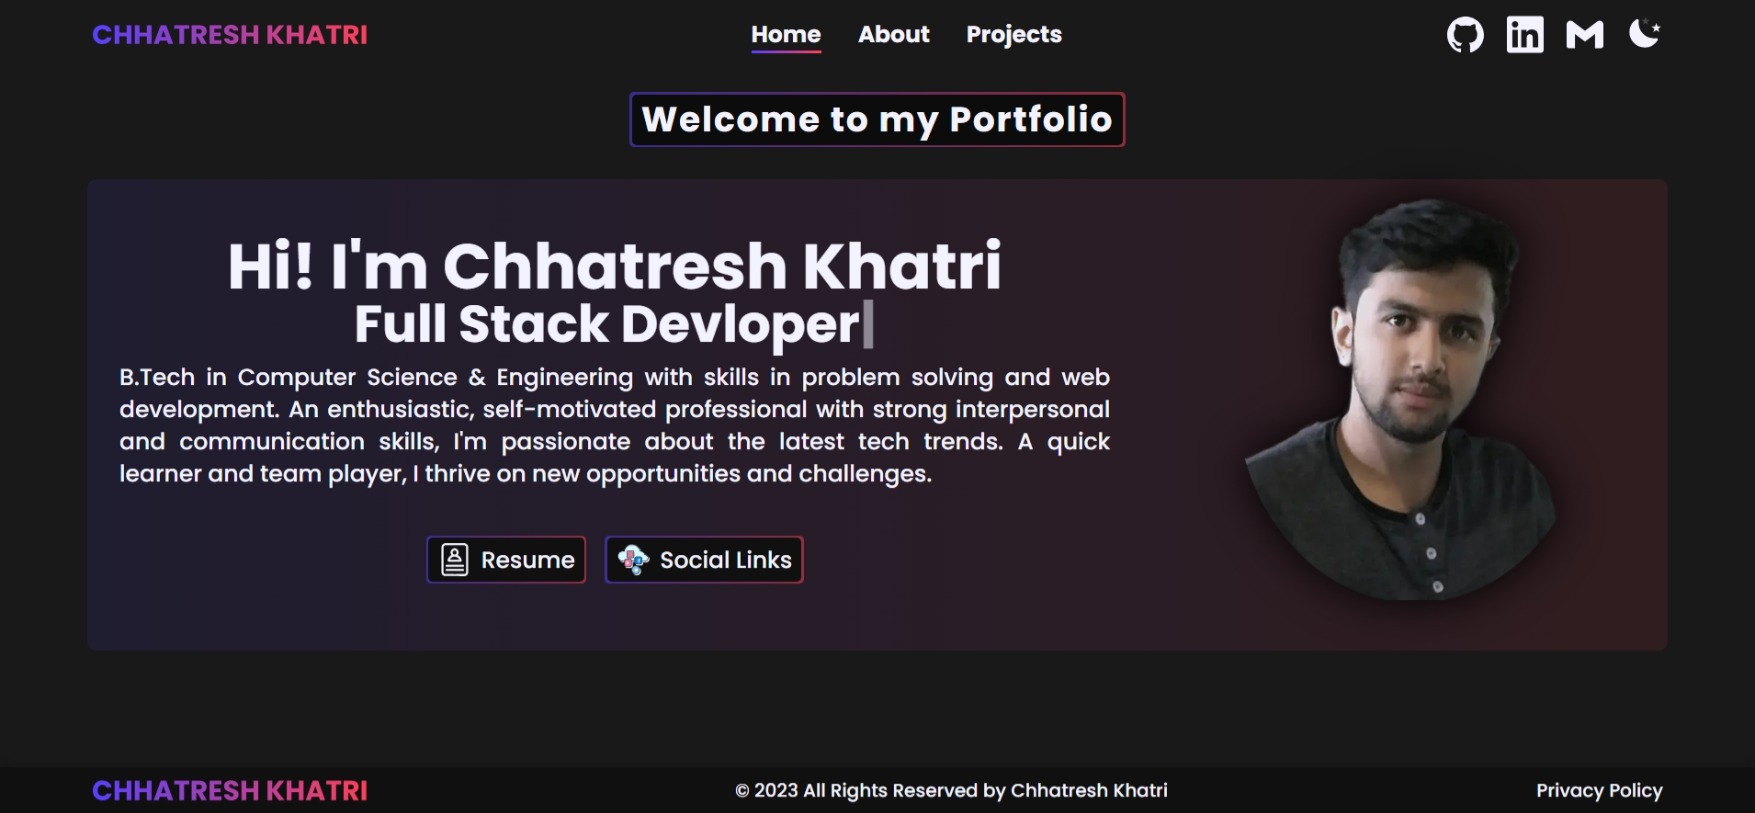 CHHATRESH KHATRI
Home About Projects
Welcome to my Portfolio
Hi! I'm Chhatresh Khatri
Full Stack Devloper
B.Tech in Computer Science & Engineering with skills in problem solving and web
development. An enthusiastic, self-motivated professional with strong interpersonal
and communication skills, I'm passionate about the latest tech trends. A quick
learner and team player, I thrive on new opportunities and challenges.
Resume Social Links
CHHATRESH KHATRI © 2023 All Rights Reserved by Chhatresh Khatri Privacy Policy